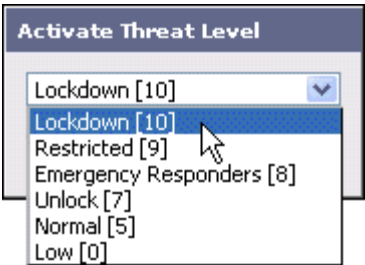 Activate Threat Level
Lockdown [10]
Lockdown [10]
Restricted [9]
Emergency Responders [8]
Unlock [7]
Normal [5]
Low [0]